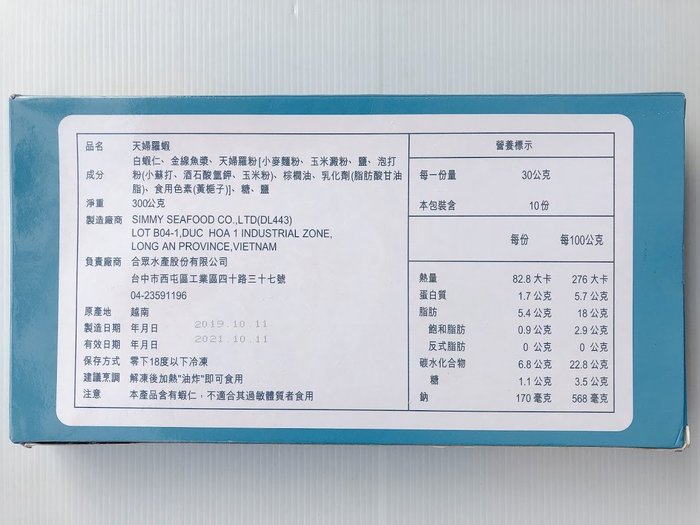 品名 天婦羅蝦
白蝦仁、金線魚漿、天婦羅粉[小麥麵粉、玉米澱粉、鹽、泡打
成分 粉(小蘇打、酒石酸氫鉀、玉米粉)、棕櫚油、乳化劑(脂肪酸甘油
脂)、食用色素(黃梔子)]、糖、鹽
淨重 300公克
製造廠商 SIMMY SEAFOOD CO.,LTD(DL443)
LOT B04-1,DUC HOA 1 INDUSTRIAL ZONE,
LONG AN PROVINCE,VIETNAM
負責廠商 合眾水產股份有限公司
台中市西屯區工業區四十路三十七號
04-23591196
原產地 越南
製造日期 年月日 2019.10.11
有效日期 年月日 2021.10.11
保存方式 零下18度以下冷凍
建議烹調 解凍後加熱"油炸"即可食用
注意 本產品含有蝦仁、不適合其過敏體質者食用
營養標示
每一份量 30公克
本包裝含 10份
每份 每100公克
熱量 82.8 大卡 276 大卡
蛋白質 1.7 公克 5.7 公克
脂肪 5.4 公克 18 公克
飽和脂肪 0.9 公克 2.9 公克
反式脂肪 0 公克 0 公克
碳水化合物 6.8 公克 22.8 公克
糖 1.1 公克 3.5 公克
鈉 170 毫克 568 毫克